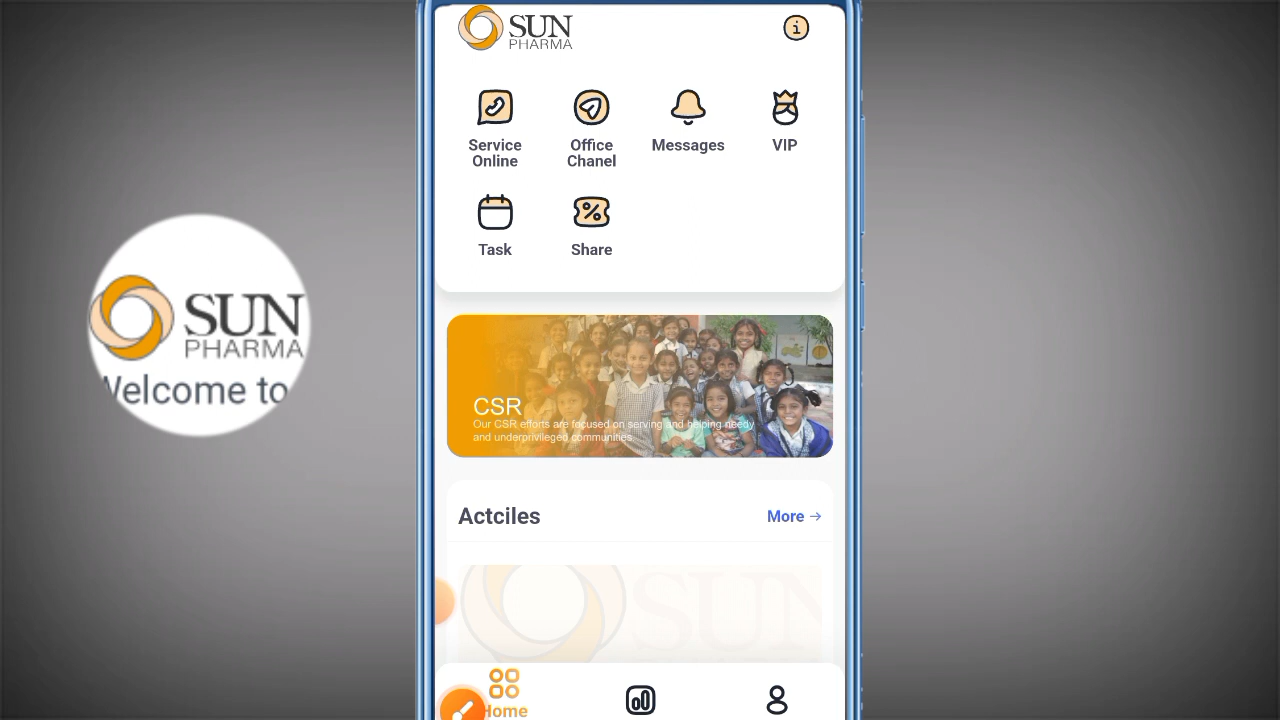 SUN
PHARMA
Service
Online
Office
Chanel
Messages
VIP
Task
Share
SUN
PHARMA
Welcome to
CSR
Our CSR efforts are focused on serving and helping needy
and underprivileged communities.
Actciles
More →
SUN
Home